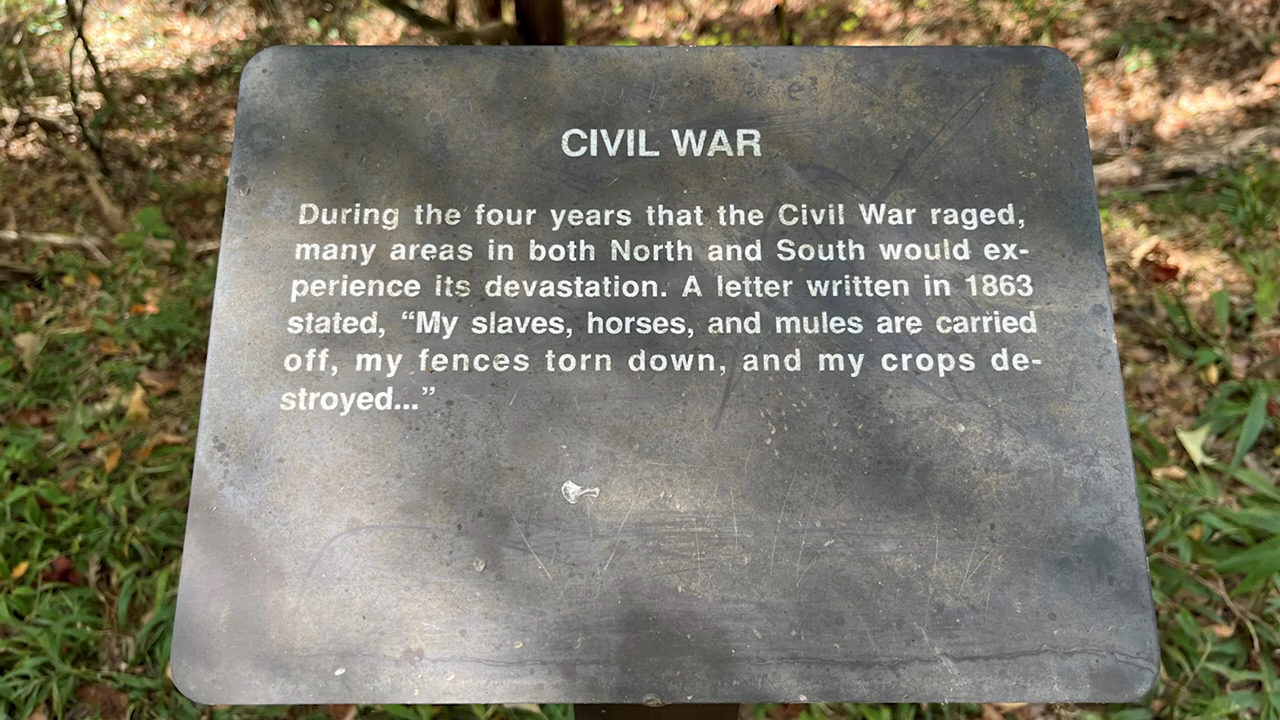 CIVIL WAR
During the four years that the Civil War raged,
many areas in both North and South would ex-
perience its devastation. A letter written in 1863
stated, “My slaves, horses, and mules are carried
off, my fences torn down, and my crops de-
stroyed...”